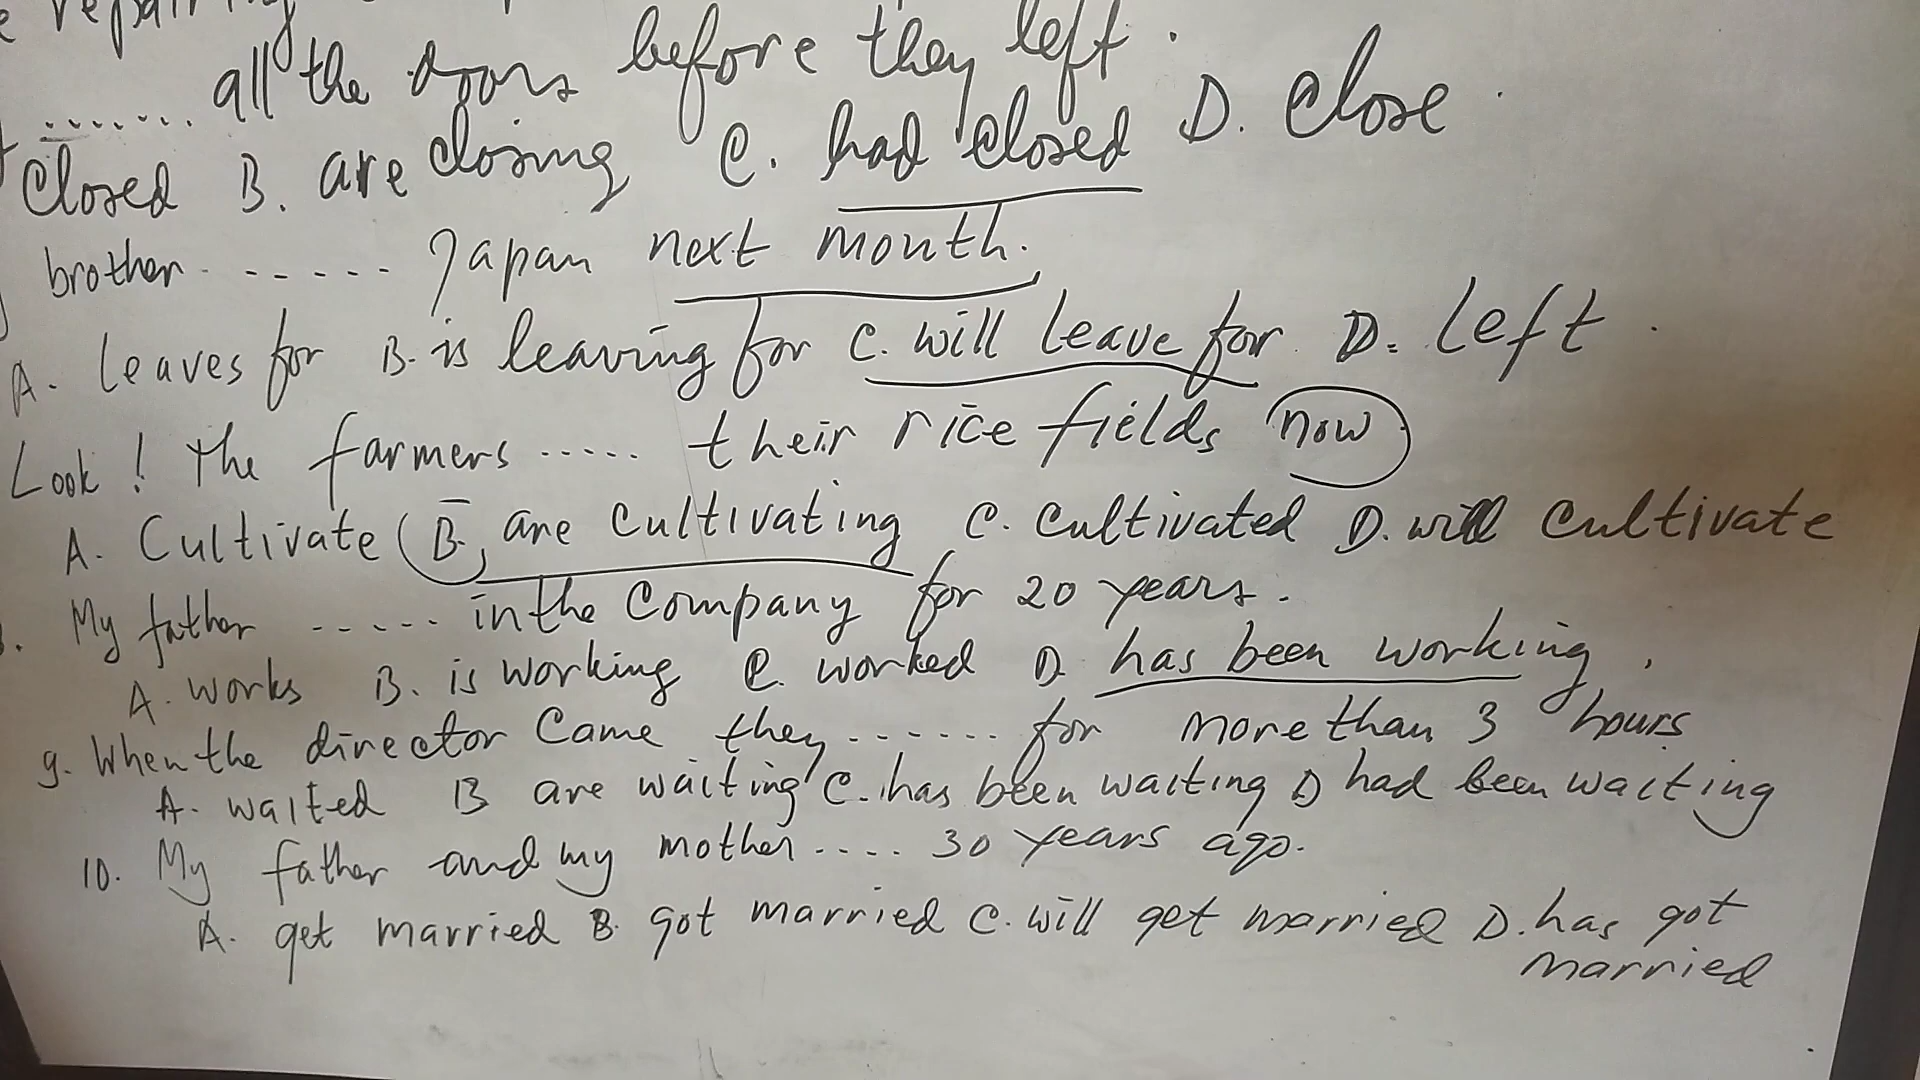 repairing
....... all the doors before they left.
Closed B. are closing C. had closed D. Close.
brother ...... Japan next month.
A. leaves for B. is leaving for C. will leave for D. left.
Look! The farmers ..... their rice fields now
A. Cultivate B. are cultivating C. cultivated D. will cultivate
My father ...... in the company for 20 years.
A. works B. is working C. worked D. has been working.
9. When the director came they ....... for more than 3 hours
A. waited B are waiting C. has been waiting D had been waiting
10. My father and my mother .... 30 years ago.
A. get married B. got married C. will get married D. has got
married